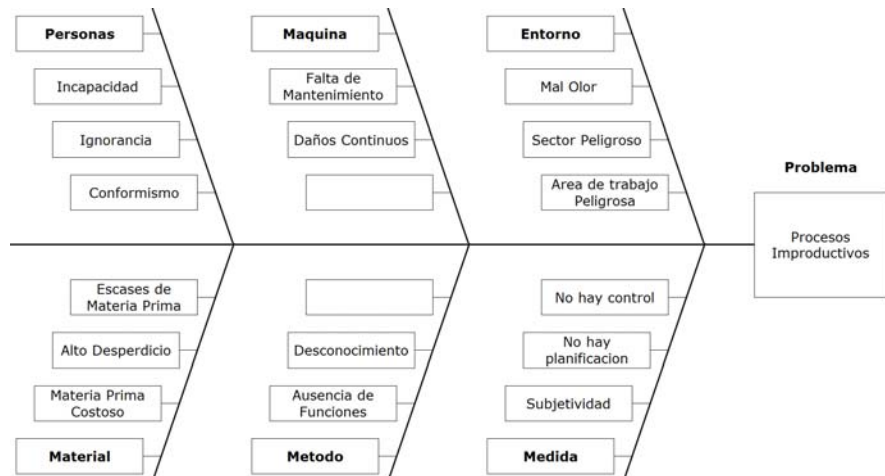 Personas
Incapacidad
Ignorancia
Conformismo
Maquina
Falta de
Mantenimiento
Daños Continuos
Entorno
Mal Olor
Sector Peligroso
Area de trabajo
Peligrosa
Problema
Procesos
Improductivos
Escases de
Materia Prima
Alto Desperdicio
Materia Prima
Costoso
Material
Desconocimiento
Ausencia de
Funciones
Metodo
No hay control
No hay
planificacion
Subjetividad
Medida